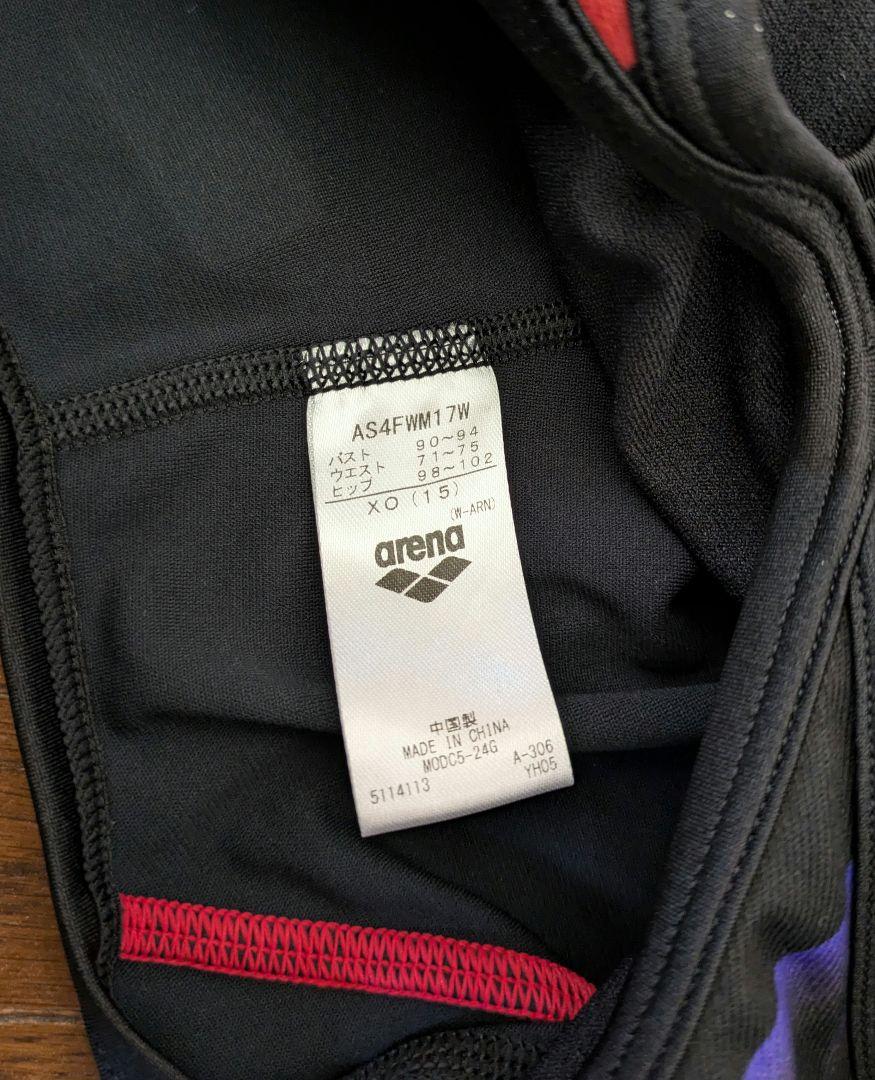 AS4FWM17W
バスト 90~94
ウエスト 71~75
ヒップ 98~102
XO (15)
(W-ARN)
arena
中国製
MADE IN CHINA
MODC5-24G A-306
5114113 YH05